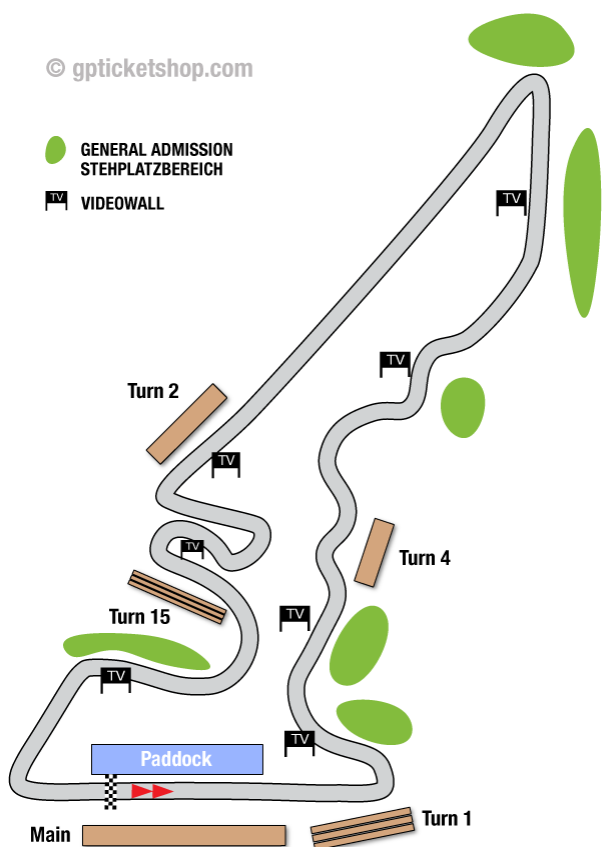 © gpticketshop.com
GENERAL ADMISSION
STEHPLATZBEREICH
TV VIDEOWALL
TV
TV
Turn 2
TV
TV
Turn 4
Turn 15
TV
TV
TV
Paddock
Turn 1
Main